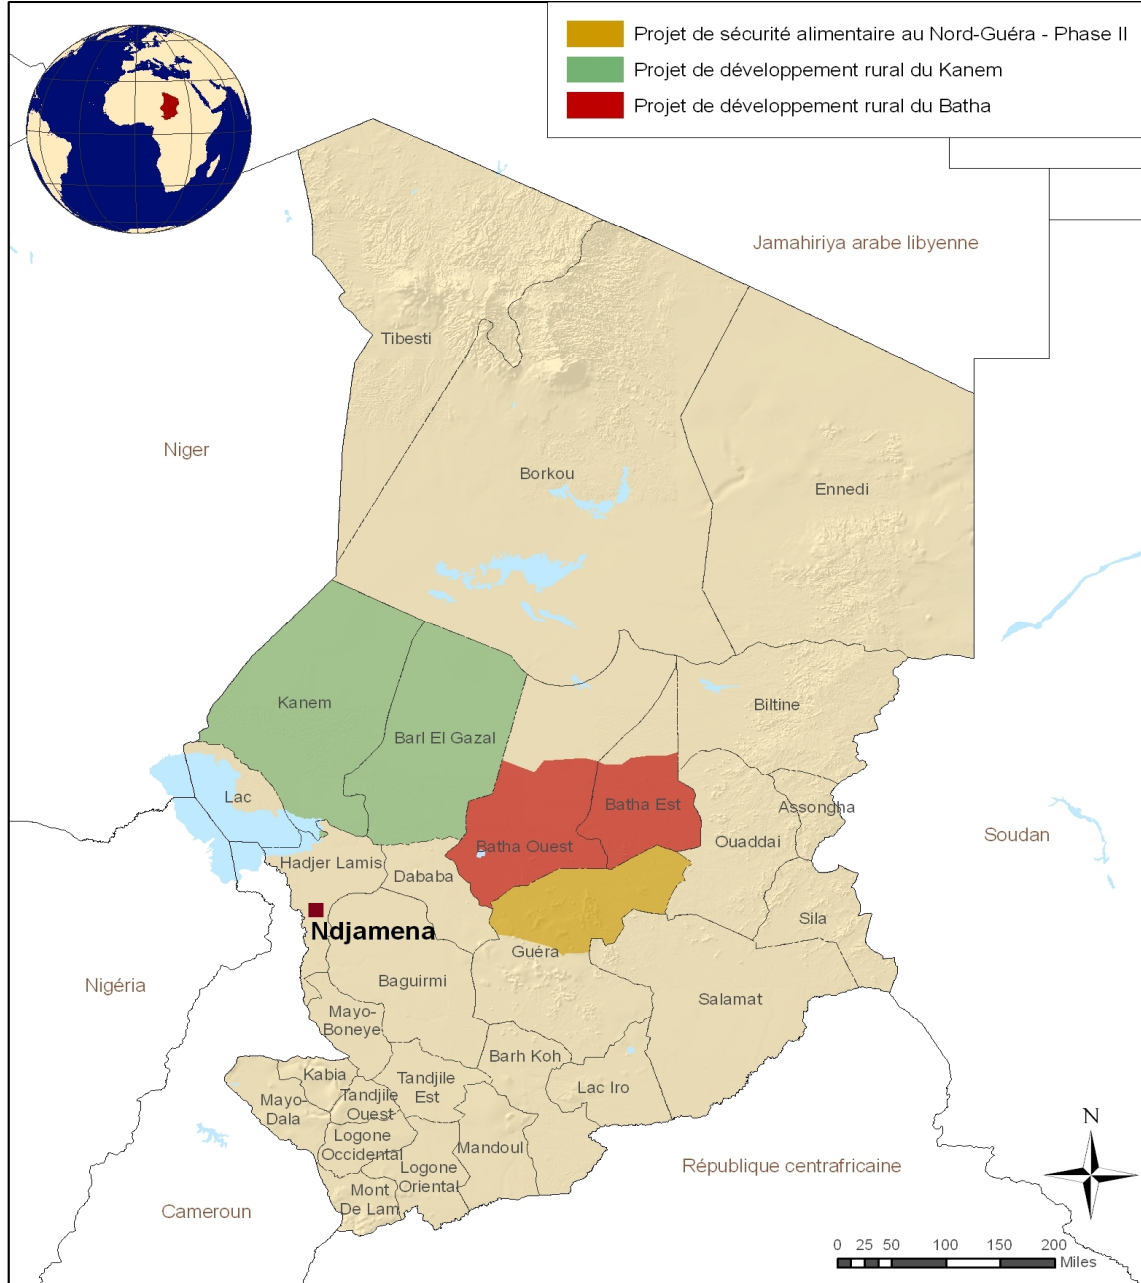 Projet de sécurité alimentaire au Nord-Guéra - Phase II
Projet de développement rural du Kanem
Projet de développement rural du Batha
Jamahiriya arabe libyenne
Tibesti
Niger
Borkou
Ennedi
Kanem
Biltine
Barl El Gazal
Lac
Batha Est
Assongha
Soudan
Ouaddai
Batha Ouest
Hadjer Lamis
Dababa
Sila
Ndjamena
Guéra
Baguirmi
Nigéria
Salamat
Mayo-
Boneye
Barh Koh
Kabia
Tandjile
Est
Lac Iro
Mayo-
Dala
Tandjile
Ouest
Logone
Occidental
Mandoul
République centrafricaine
Logone
Oriental
Mont
De Lam
Cameroun
N
0 25 50 100 150 200
Miles